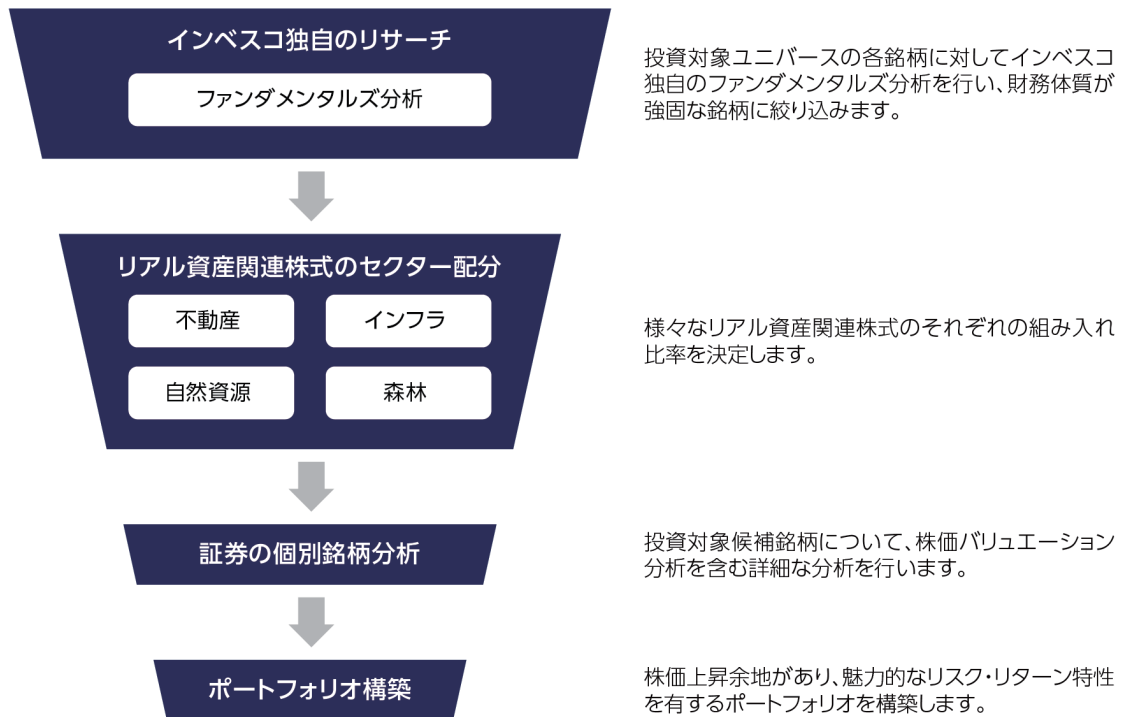 インベスコ独自のリサーチ
ファンダメンタルズ分析
投資対象ユニバースの各銘柄に対してインベスコ
独自のファンダメンタルズ分析を行い、財務体質が
強固な銘柄に絞り込みます。
リアル資産関連株式のセクター配分
不動産
インフラ
自然資源
森林
様々なリアル資産関連株式のそれぞれの組み入れ
比率を決定します。
証券の個別銘柄分析
投資対象候補銘柄について、株価バリュエーション
分析を含む詳細な分析を行います。
ポートフォリオ構築
株価上昇余地があり、魅力的なリスク・リターン特性
を有するポートフォリオを構築します。